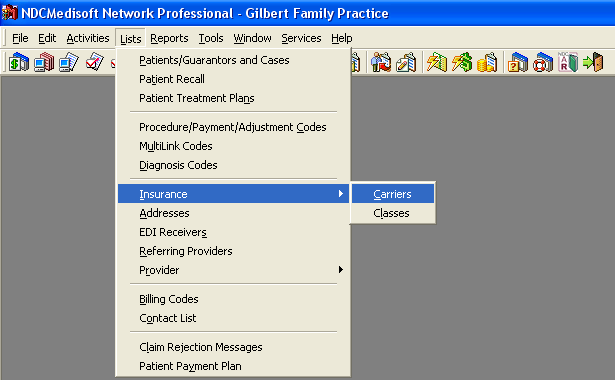 NDCMedisoft Network Professional - Gilbert Family Practice
File Edit Activities Lists Reports Tools Window Services Help
Patients/Guarantors and Cases
Patient Recall
Patient Treatment Plans
Procedure/Payment/Adjustment Codes
MultiLink Codes
Diagnosis Codes
Insurance Carriers
Addresses Classes
EDI Receivers
Referring Providers
Provider
Billing Codes
Contact List
Claim Rejection Messages
Patient Payment Plan